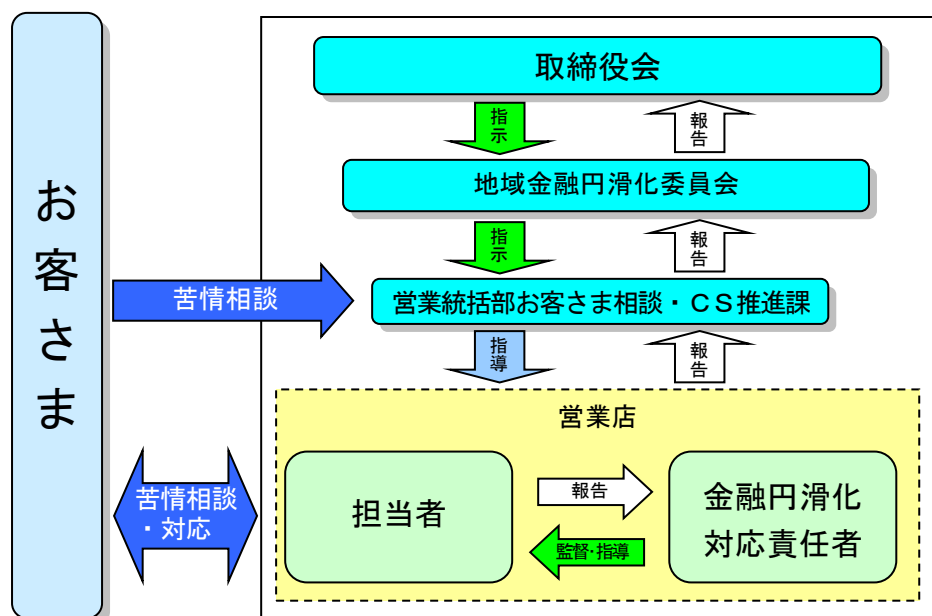 お客さま
取締役会
指示
報告
地域金融円滑化委員会
指示
報告
苦情相談
営業統括部お客さま相談・ＣＳ推進課
指導
報告
営業店
苦情相談
・対応
担当者
報告
監督・指導
金融円滑化
対応責任者